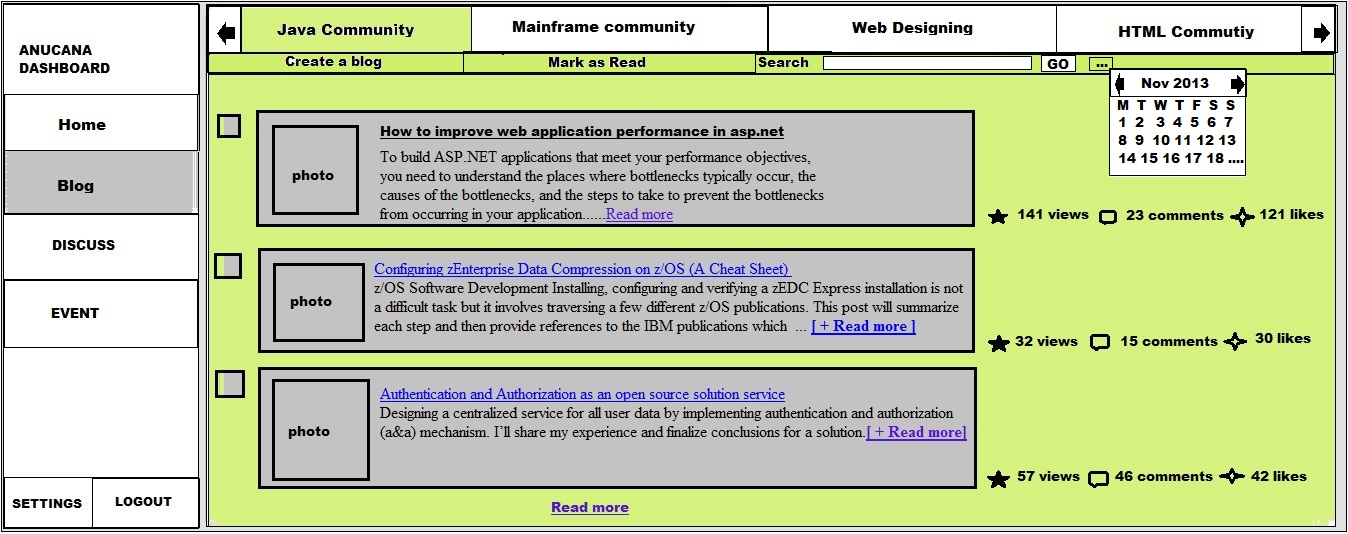 ANUCANA
DASHBOARD
Home
Blog
DISCUSS
EVENT
SETTINGS
LOGOUT
Java Community
Mainframe community
Web Designing
HTML Commutiy
Create a blog
Mark as Read
Search
GO
...
Nov 2013
M T W T F S S
1 2 3 4 5 6 7
8 9 10 11 12 13
14 15 16 17 18 ....
photo
How to improve web application performance in asp.net
To build ASP.NET applications that meet your performance objectives,
you need to understand the places where bottlenecks typically occur, the
causes of the bottlenecks, and the steps to take to prevent the bottlenecks
from occurring in your application......Read more
141 views
23 comments
121 likes
photo
Configuring zEnterprise Data Compression on z/OS (A Cheat Sheet)
z/OS Software Development Installing, configuring and verifying a zEDC Express installation is not
a difficult task but it involves traversing a few different z/OS publications. This post will summarize
each step and then provide references to the IBM publications which ... [ + Read more ]
32 views
15 comments
30 likes
photo
Authentication and Authorization as an open source solution service
Designing a centralized service for all user data by implementing authentication and authorization
(a&a) mechanism. I'll share my experience and finalize conclusions for a solution.[ + Read more]
57 views
46 comments
42 likes
Read more